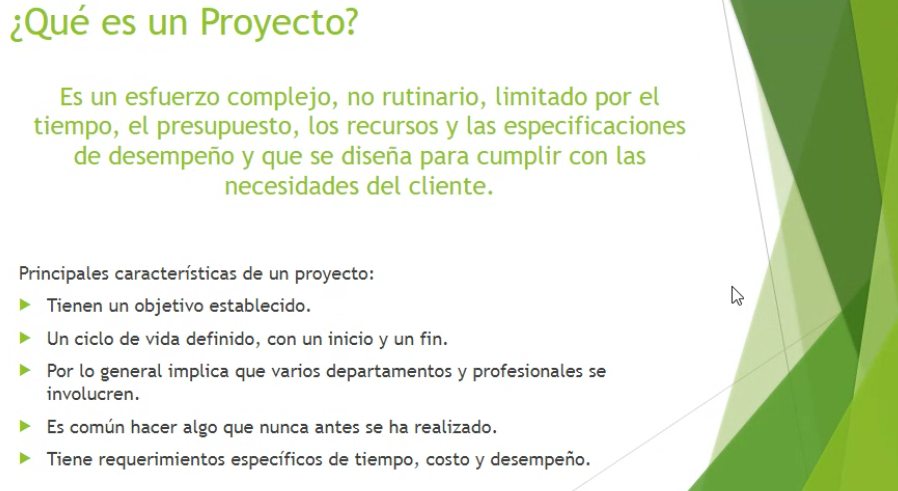 ¿Qué es un Proyecto?
Es un esfuerzo complejo, no rutinario, limitado por el
tiempo, el presupuesto, los recursos y las especificaciones
de desempeño y que se diseña para cumplir con las
necesidades del cliente.
Principales características de un proyecto:
Tienen un objetivo establecido.
Un ciclo de vida definido, con un inicio y un fin.
Por lo general implica que varios departamentos y profesionales se
involucren.
Es común hacer algo que nunca antes se ha realizado.
Tiene requerimientos específicos de tiempo, costo y desempeño.